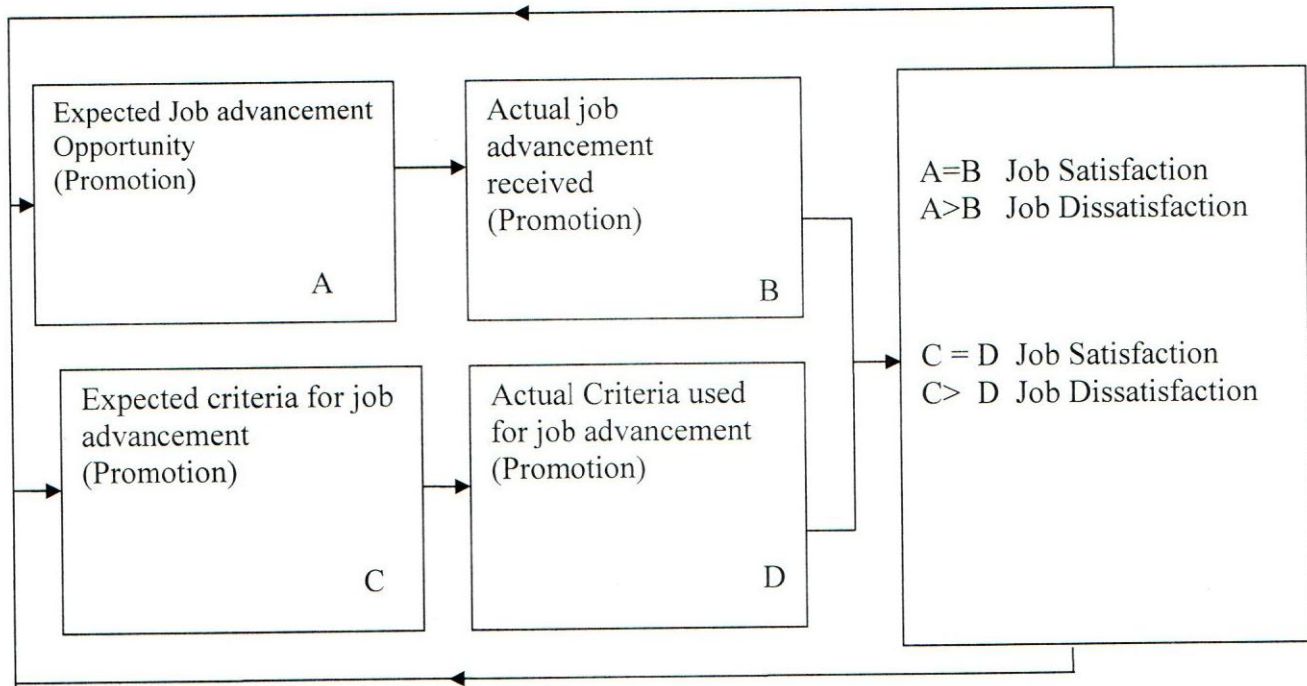 Expected Job advancement
Opportunity
(Promotion)
A
Actual job
advancement
received
(Promotion)
B
Expected criteria for job
advancement
(Promotion)
C
Actual Criteria used
for job advancement
(Promotion)
D
A=B Job Satisfaction
A>B Job Dissatisfaction
C = D Job Satisfaction
C> D Job Dissatisfaction